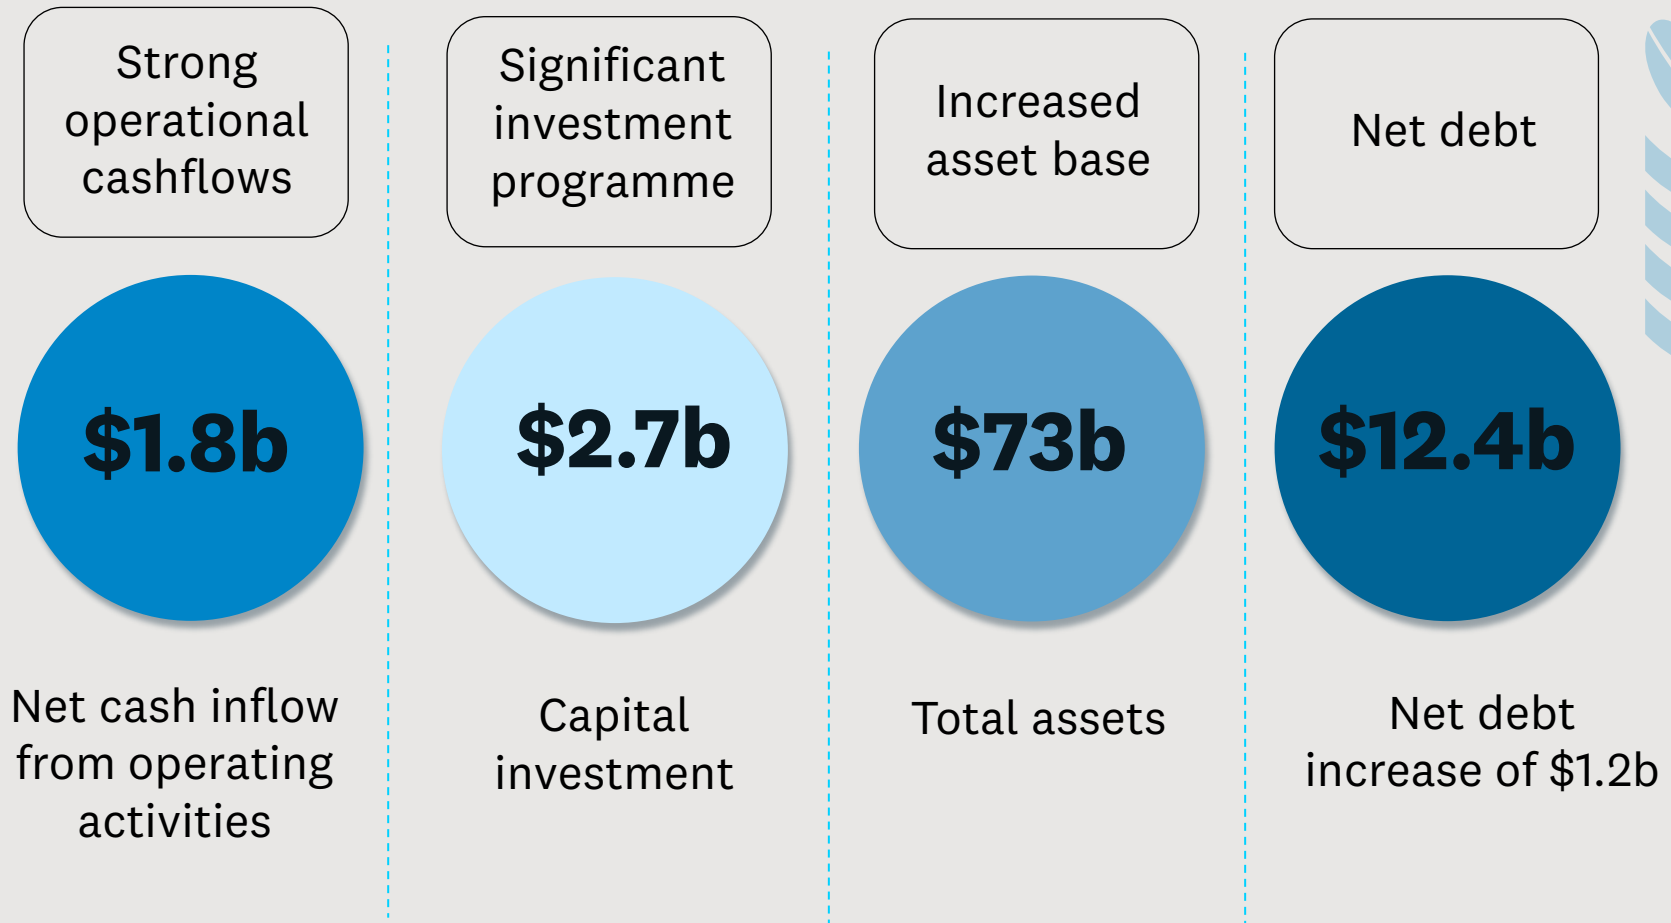 Strong
operational
cashflows
$1.8b
Net cash inflow
from operating
activities
Significant
investment
programme
$2.7b
Capital
investment
Increased
asset base
$73b
Total assets
Net debt
$12.4b
Net debt
increase of $1.2b